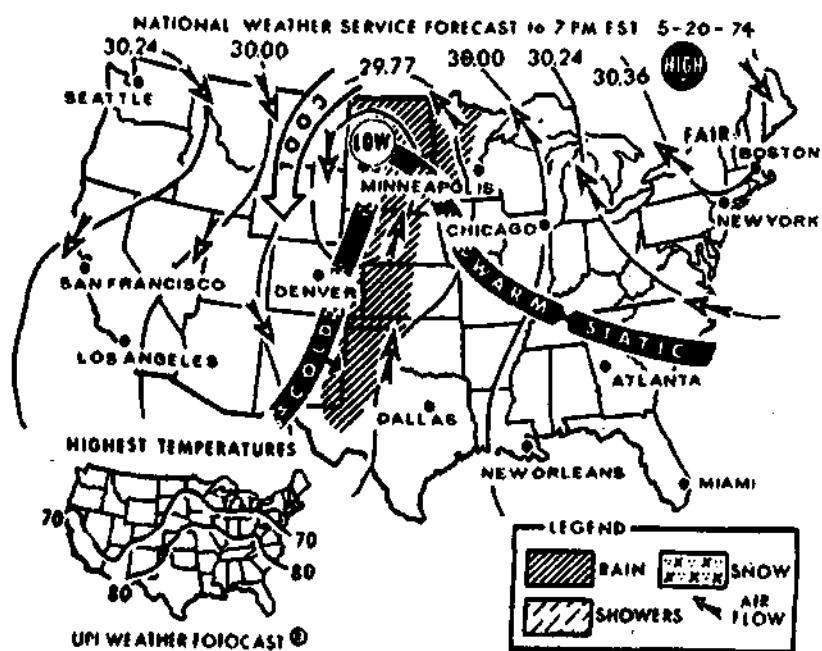 NATIONAL WEATHER SERVICE FORECAST to 7 PM EST 5-20-74
30.24
30.00
29.77
30.00
30.24
30.36
HIGH
SEATTLE
COOL
LOW
FAIR
BOSTON
MINNEAPOLIS
NEW YORK
CHICAGO
SAN FRANCISCO
DENVER
WARM
STATIC
COLD
LOS ANGELES
ATLANTA
DALLAS
HIGHEST TEMPERATURES
NEW ORLEANS
MIAMI
70
70
80
80
LEGEND
RAIN
SNOW
SHOWERS
AIR FLOW
UPI WEATHER FOTOCAST ®